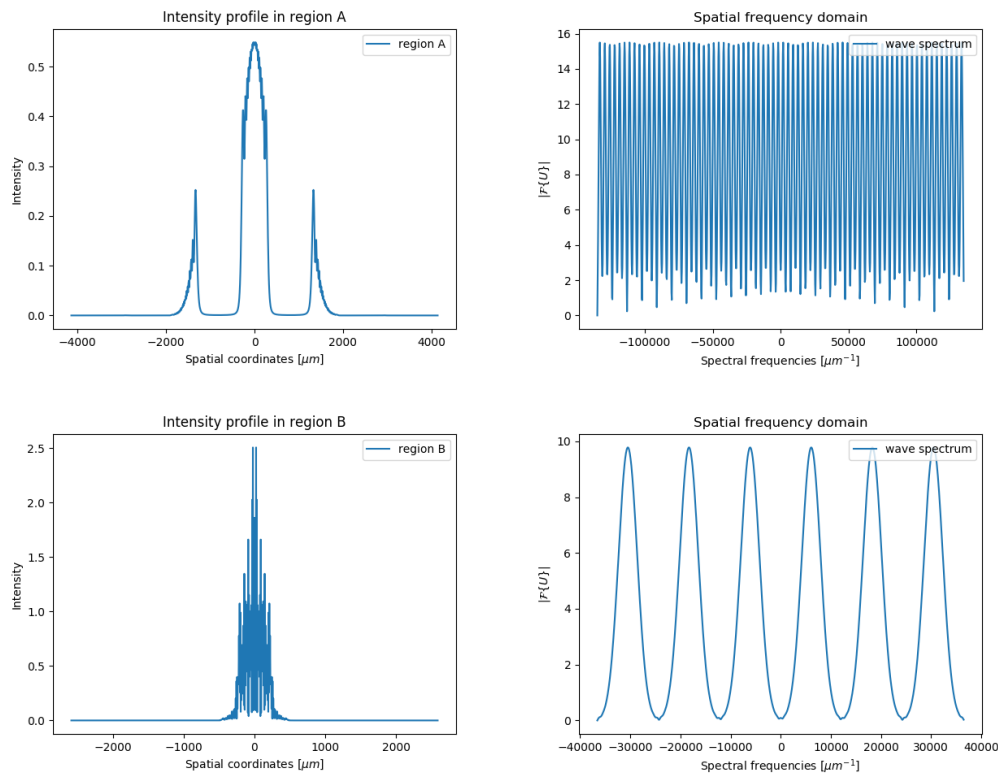 Intensity profile in region A
region A
0.5
0.4
0.3
0.2
0.1
0.0
Intensity
−4000 −2000 0 2000 4000
Spatial coordinates [μm]
Spatial frequency domain
wave spectrum
16
14
12
10
8
6
4
2
0
|ℱ{U}|
−100000 −50000 0 50000 100000
Spectral frequencies [μm⁻¹]
Intensity profile in region B
region B
2.5
2.0
1.5
1.0
0.5
0.0
Intensity
−2000 −1000 0 1000 2000
Spatial coordinates [μm]
Spatial frequency domain
wave spectrum
10
8
6
4
2
0
|ℱ{U}|
−40000 −30000 −20000 −10000 0 10000 20000 30000 40000
Spectral frequencies [μm⁻¹]